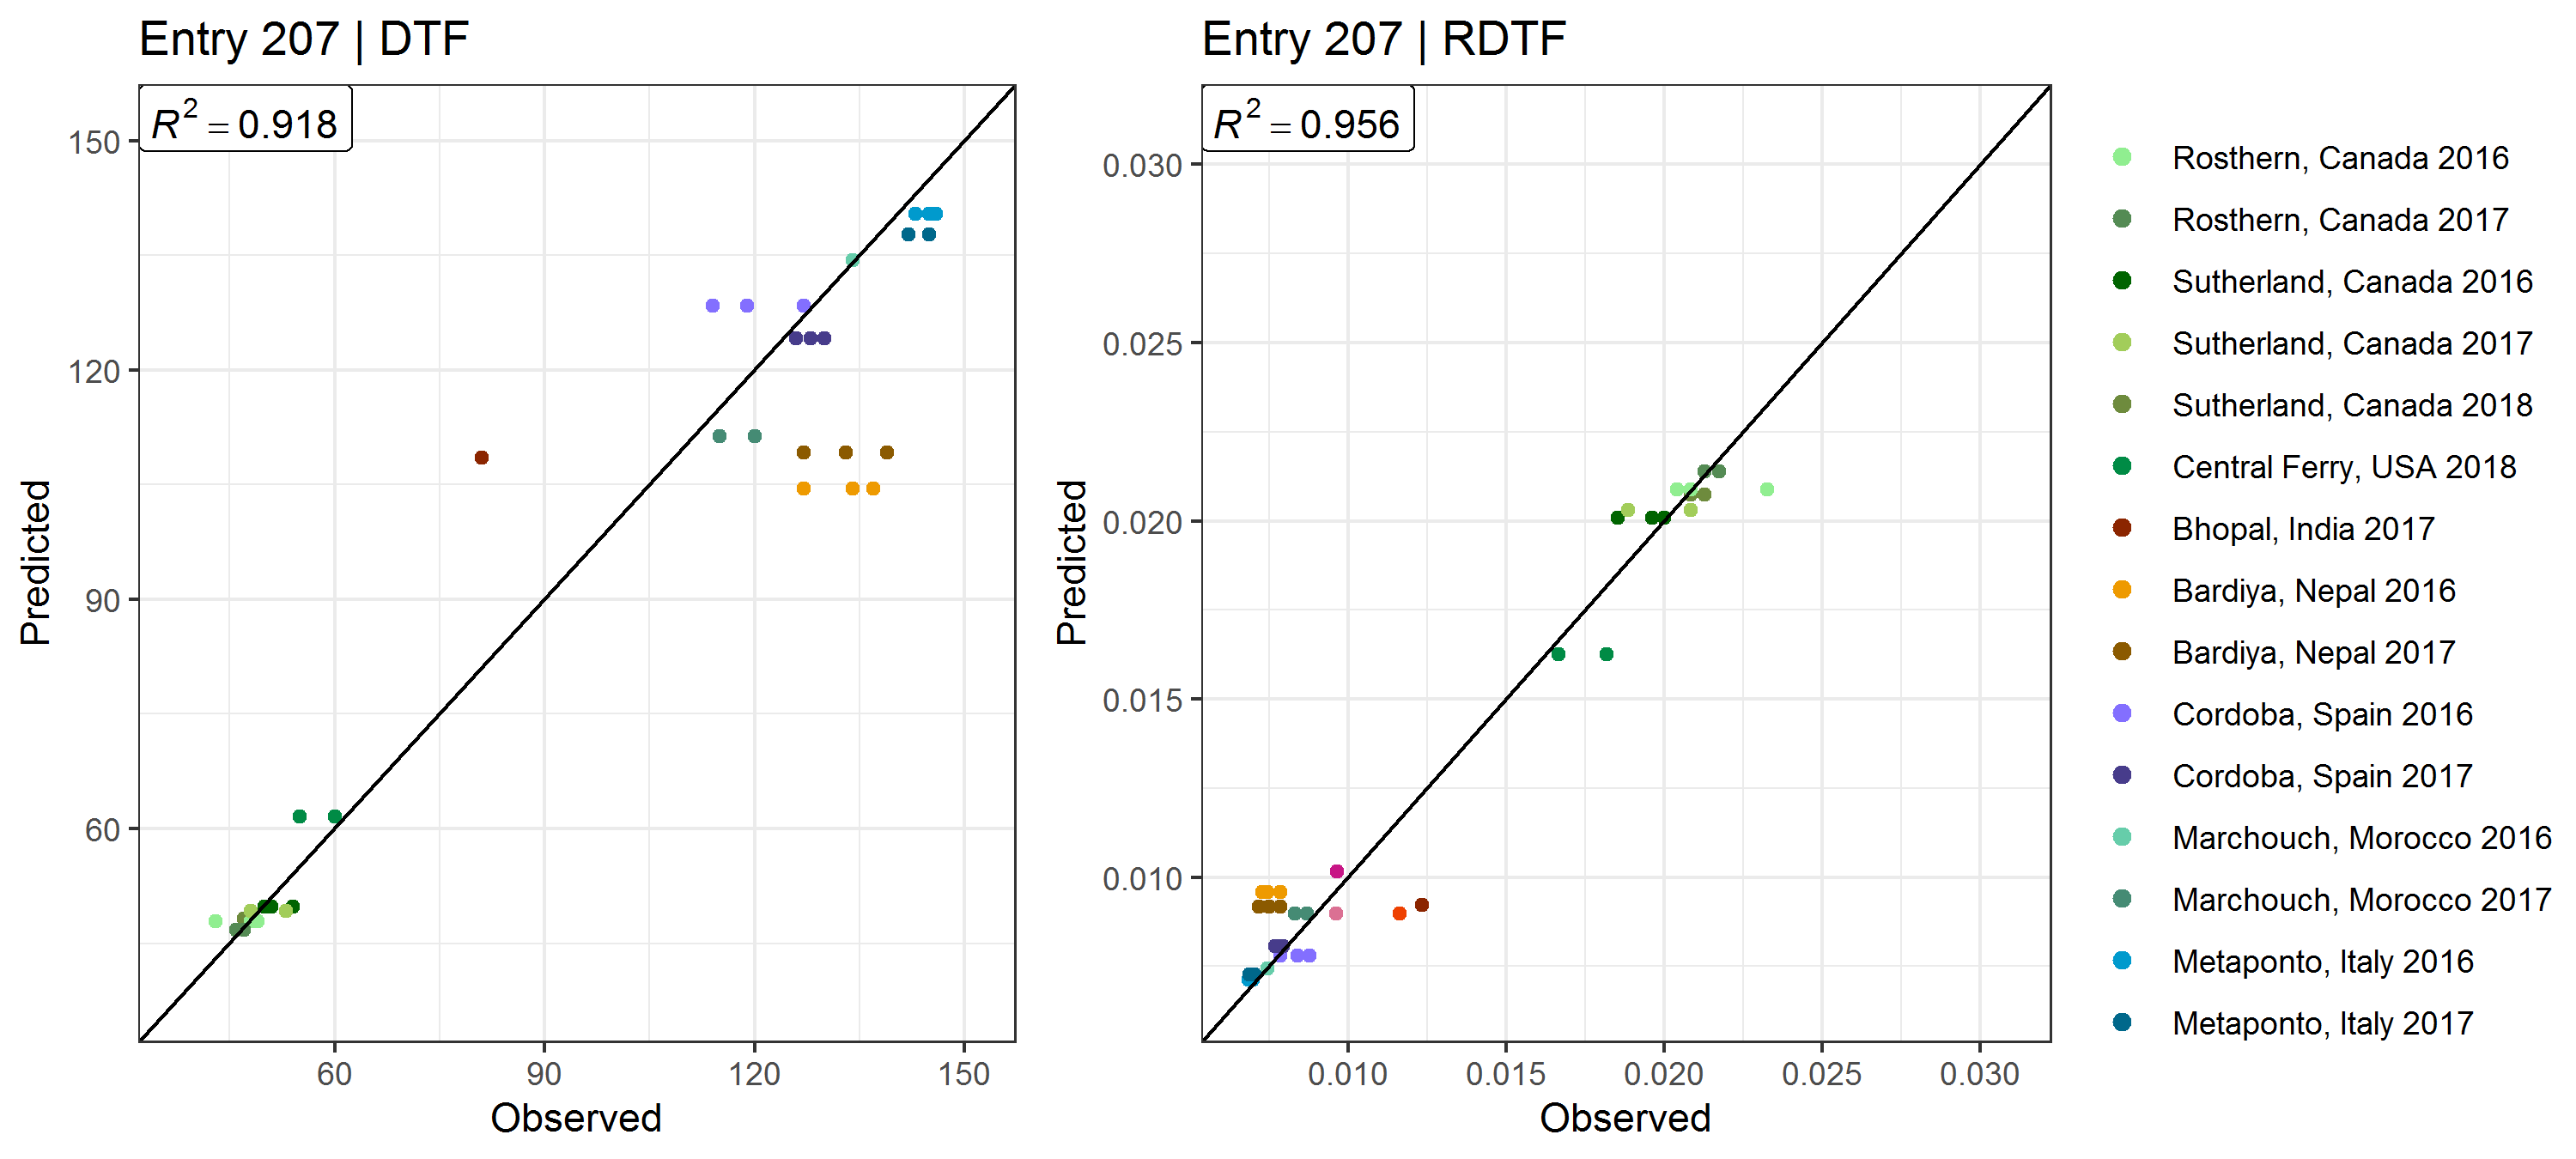 Entry 207 | DTF
R² = 0.918
150
120
90
60
Predicted
60 90 120 150
Observed
Entry 207 | RDTF
R² = 0.956
0.030
0.025
0.020
0.015
0.010
Predicted
0.010 0.015 0.020 0.025 0.030
Observed
Rosthern, Canada 2016
Rosthern, Canada 2017
Sutherland, Canada 2016
Sutherland, Canada 2017
Sutherland, Canada 2018
Central Ferry, USA 2018
Bhopal, India 2017
Bardiya, Nepal 2016
Bardiya, Nepal 2017
Cordoba, Spain 2016
Cordoba, Spain 2017
Marchouch, Morocco 2016
Marchouch, Morocco 2017
Metaponto, Italy 2016
Metaponto, Italy 2017